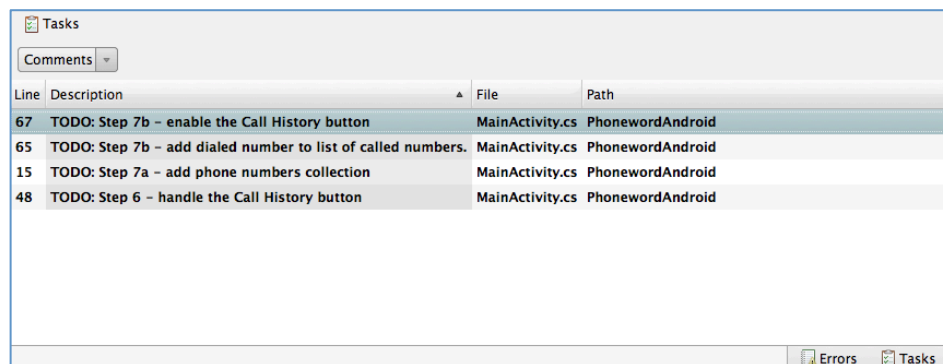 Tasks
Comments
Line Description File Path
67 TODO: Step 7b – enable the Call History button MainActivity.cs PhonewordAndroid
65 TODO: Step 7b – add dialed number to list of called numbers. MainActivity.cs PhonewordAndroid
15 TODO: Step 7a – add phone numbers collection MainActivity.cs PhonewordAndroid
48 TODO: Step 6 – handle the Call History button MainActivity.cs PhonewordAndroid
Errors Tasks